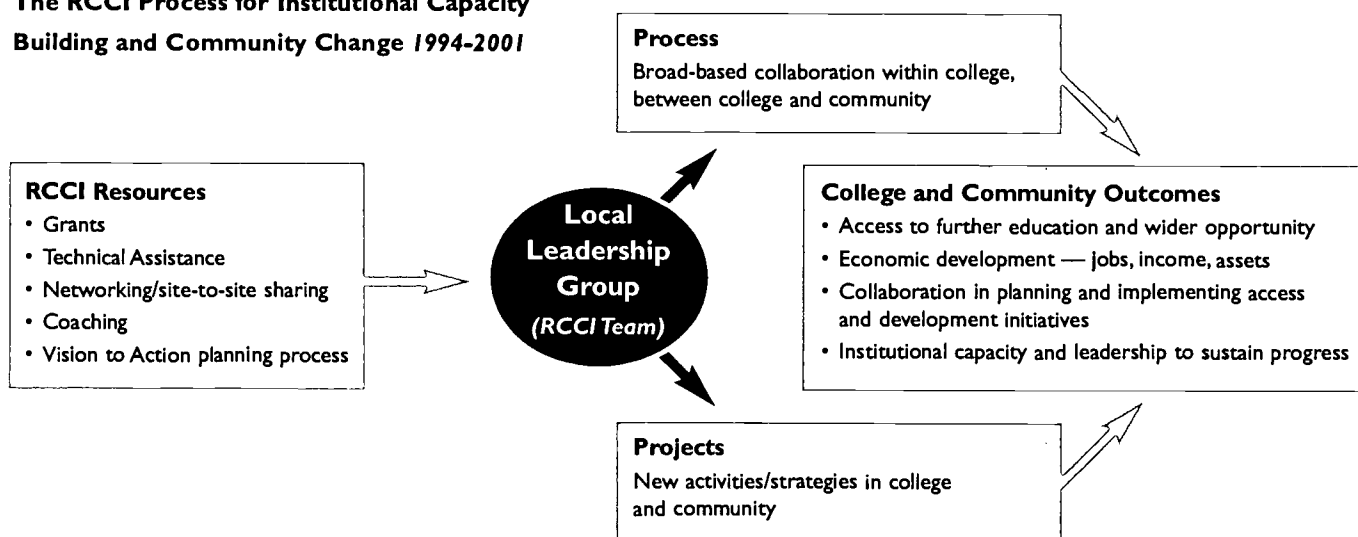 The RCCI Process for Institutional Capacity
Building and Community Change 1994-2001
Process
Broad-based collaboration within college,
between college and community
RCCI Resources
• Grants
• Technical Assistance
• Networking/site-to-site sharing
• Coaching
• Vision to Action planning process
Local
Leadership
Group
(RCCI Team)
College and Community Outcomes
• Access to further education and wider opportunity
• Economic development — jobs, income, assets
• Collaboration in planning and implementing access
and development initiatives
• Institutional capacity and leadership to sustain progress
Projects
New activities/strategies in college
and community